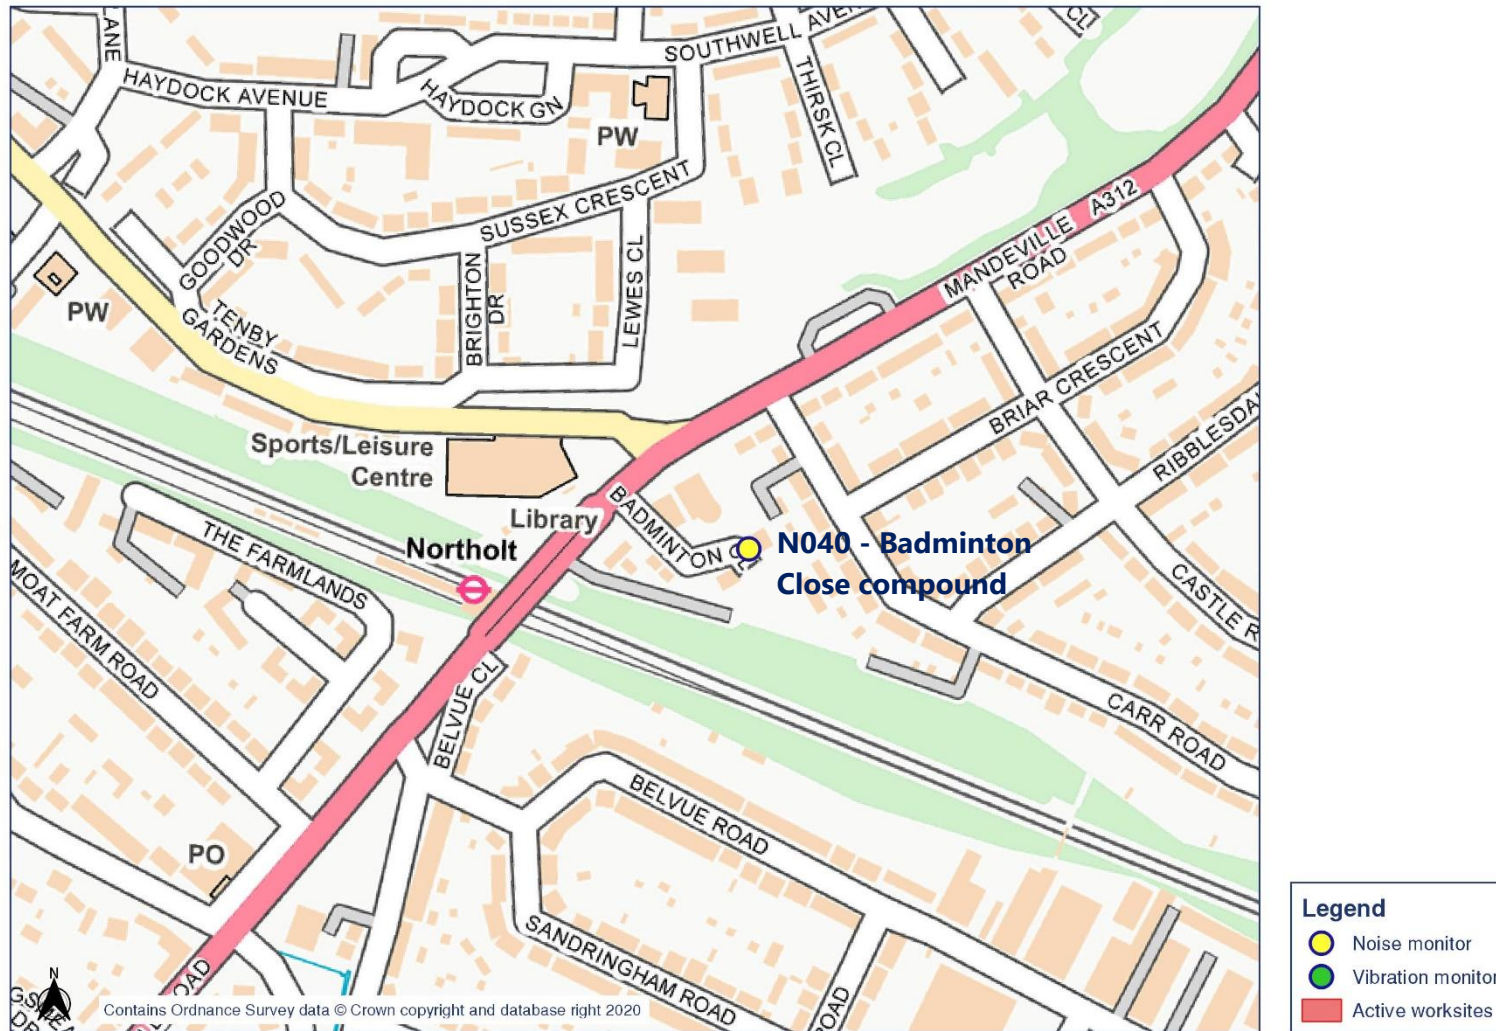 LANE
HAYDOCK AVENUE
HAYDOCK GN
SOUTHWELL AVEN
CL
THIRSK CL
PW
SUSSEX CRESCENT
GOODWOOD
DR
BRIGHTON
DR
LEWES CL
MANDEVILLE
ROAD
A312
PW
TENBY
GARDENS
BRIAR CRESCENT
RIBBLESDA
Sports/Leisure
Centre
Library
BADMINTON CL
Northolt
N040 - Badminton
Close compound
THE FARMLANDS
MOAT FARM ROAD
CASTLE R
BELVUE CL
CARR ROAD
BELVUE ROAD
PO
SANDRINGHAM ROAD
ROAD
OAD
N
Contains Ordnance Survey data © Crown copyright and database right 2020
Legend
Noise monitor
Vibration monitor
Active worksites